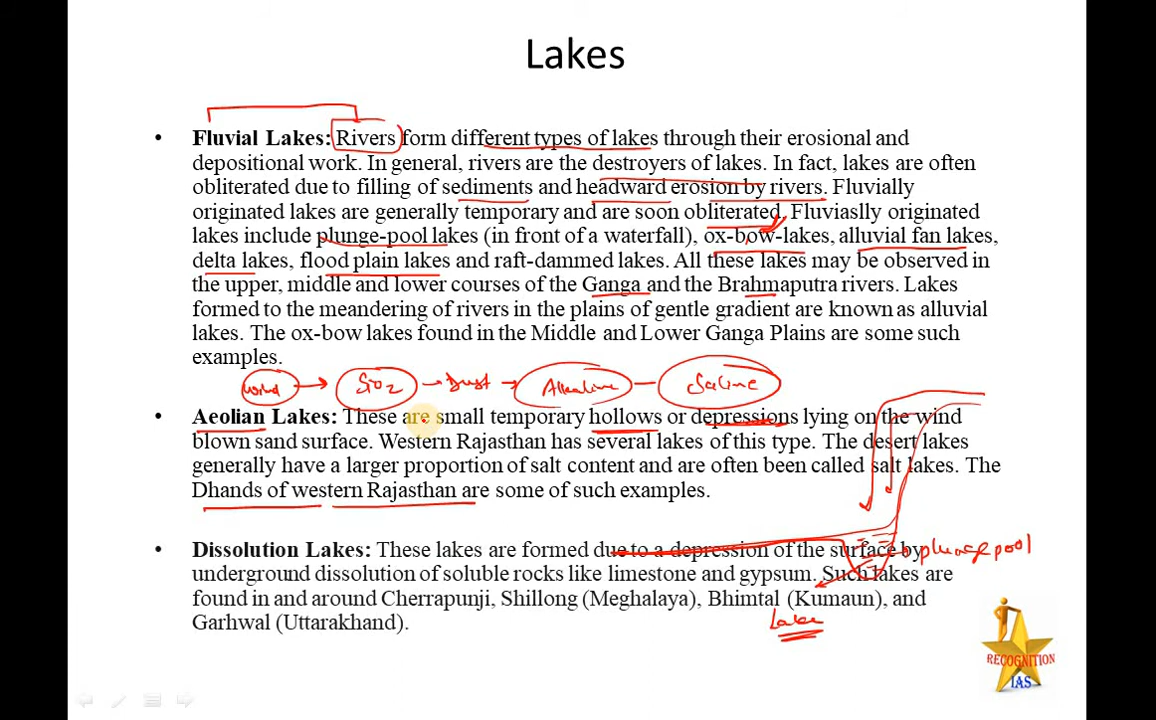 Lakes
• Fluvial Lakes: Rivers form different types of lakes through their erosional and
depositional work. In general, rivers are the destroyers of lakes. In fact, lakes are often
obliterated due to filling of sediments and headward erosion by rivers. Fluvially
originated lakes are generally temporary and are soon obliterated. Fluviaslly originated
lakes include plunge-pool lakes (in front of a waterfall), ox-bow-lakes, alluvial fan lakes,
delta lakes, flood plain lakes and raft-dammed lakes. All these lakes may be observed in
the upper, middle and lower courses of the Ganga and the Brahmaputra rivers. Lakes
formed to the meandering of rivers in the plains of gentle gradient are known as alluvial
lakes. The ox-bow lakes found in the Middle and Lower Ganga Plains are some such
examples.
wind → SiO2 – Dust → Alkaline – Saline
• Aeolian Lakes: These are small temporary hollows or depressions lying on the wind
blown sand surface. Western Rajasthan has several lakes of this type. The desert lakes
generally have a larger proportion of salt content and are often been called salt lakes. The
Dhands of western Rajasthan are some of such examples.
• Dissolution Lakes: These lakes are formed due to a depression of the surface by
plunge pool
underground dissolution of soluble rocks like limestone and gypsum. Such lakes are
found in and around Cherrapunji, Shillong (Meghalaya), Bhimtal (Kumaun), and
Garhwal (Uttarakhand).
Lake
RECOGNITION
IAS